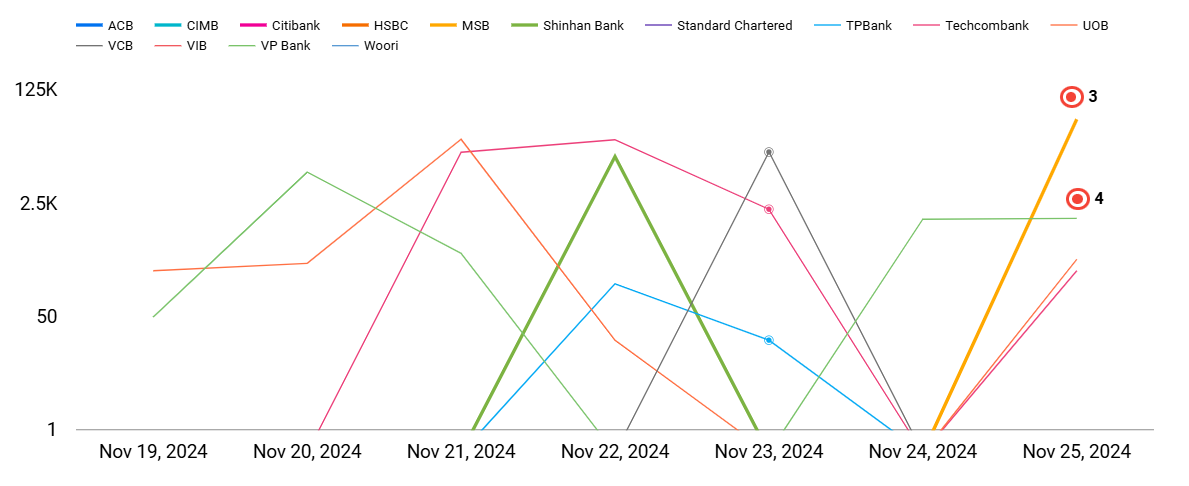 ACB CIMB Citibank HSBC MSB Shinhan Bank Standard Chartered TPBank Techcombank UOB
VCB VIB VP Bank Woori
125K
3
2.5K
4
50
1
Nov 19, 2024 Nov 20, 2024 Nov 21, 2024 Nov 22, 2024 Nov 23, 2024 Nov 24, 2024 Nov 25, 2024